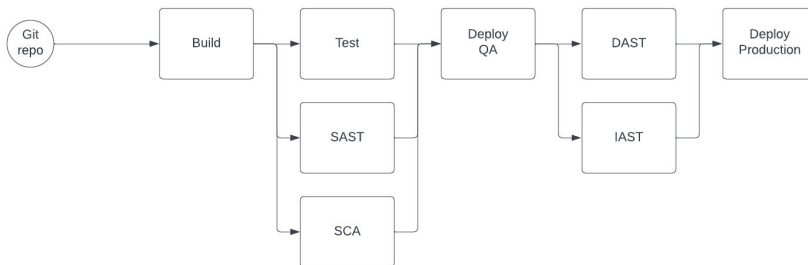 Git
repo
Build
Test
SAST
SCA
Deploy
QA
DAST
IAST
Deploy
Production